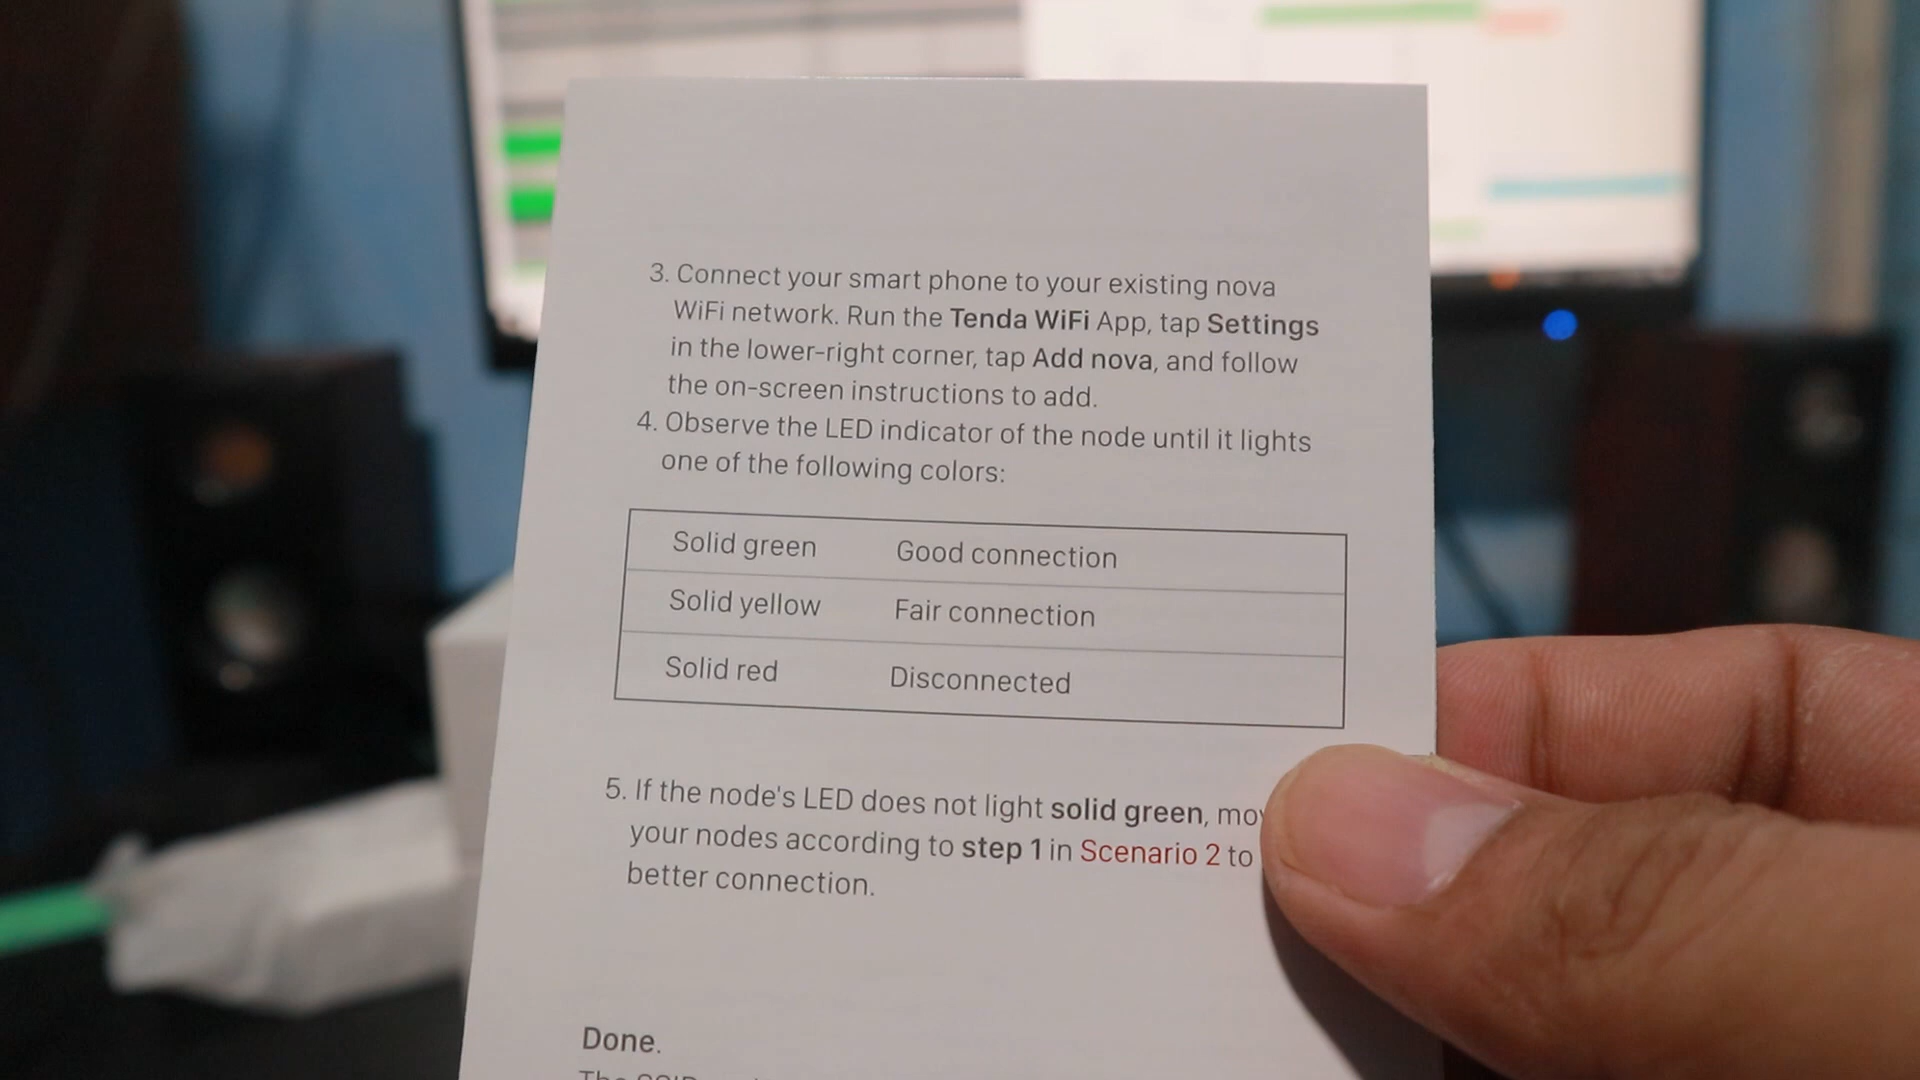 3. Connect your smart phone to your existing nova
WiFi network. Run the Tenda WiFi App, tap Settings
in the lower-right corner, tap Add nova, and follow
the on-screen instructions to add.
4. Observe the LED indicator of the node until it lights
one of the following colors:
Solid green Good connection
Solid yellow Fair connection
Solid red Disconnected
5. If the node's LED does not light solid green,
your nodes according to step 1 in Scenario 2 to
better connection.
Done.